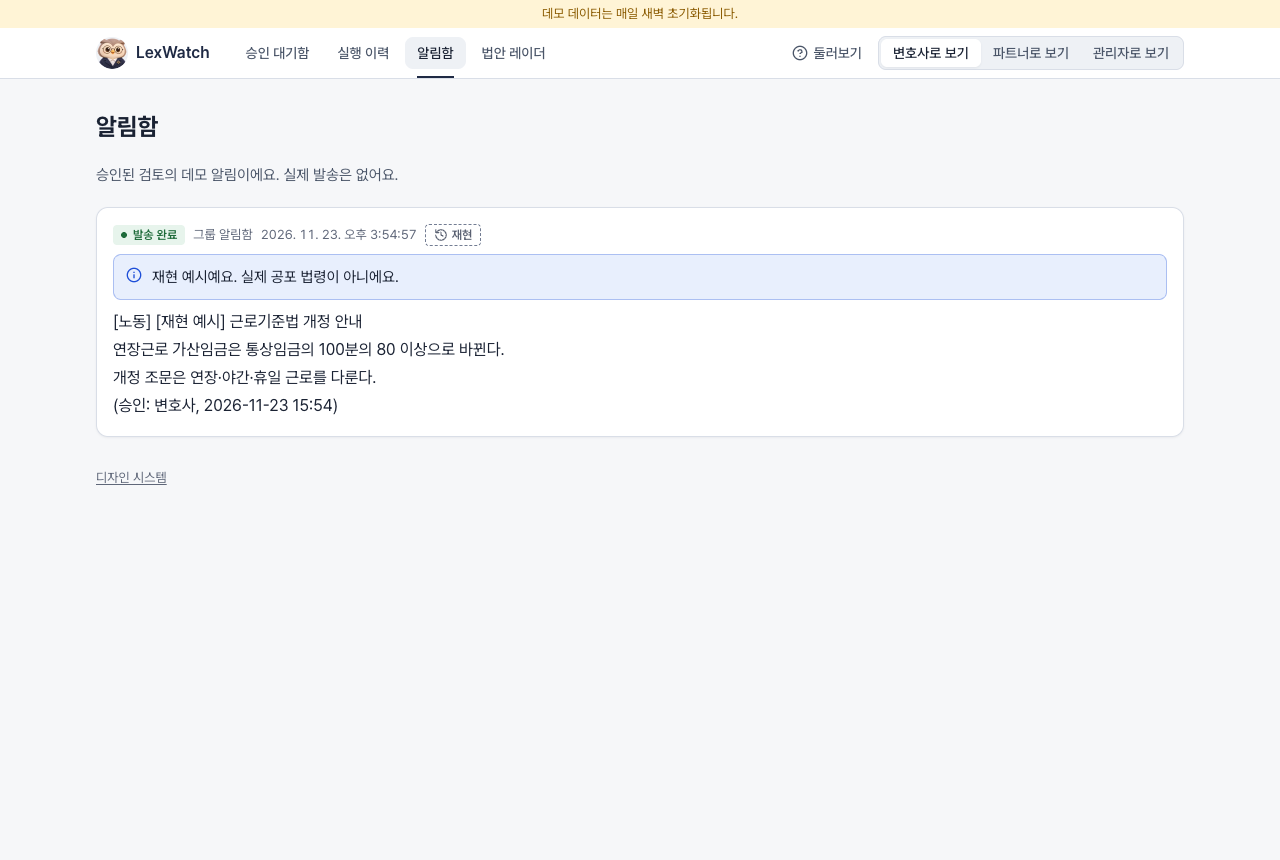 데모 데이터는 매일 새벽 초기화됩니다.
LexWatch
승인 대기함
실행 이력
알림함
법안 레이더
둘러보기
변호사로 보기
파트너로 보기
관리자로 보기
알림함
승인된 검토의 데모 알림이에요. 실제 발송은 없어요.
발송 완료 그룹 알림함 2026. 11. 23. 오후 3:54:57 재현
재현 예시예요. 실제 공포 법령이 아니에요.
[노동] [재현 예시] 근로기준법 개정 안내
연장근로 가산임금은 통상임금의 100분의 80 이상으로 바뀐다.
개정 조문은 연장·야간·휴일 근로를 다룬다.
(승인: 변호사, 2026-11-23 15:54)
디자인 시스템